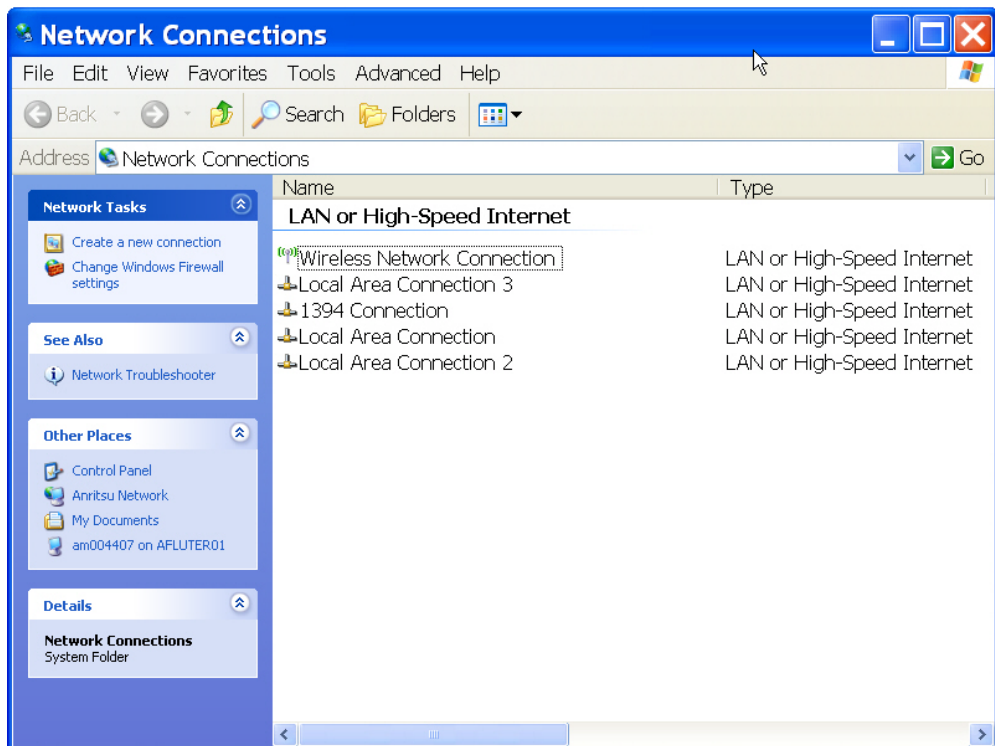 Network Connections
File Edit View Favorites Tools Advanced Help
Back Search Folders
Address Network Connections Go
Network Tasks
Create a new connection
Change Windows Firewall
settings
See Also
Network Troubleshooter
Other Places
Control Panel
Anritsu Network
My Documents
am004407 on AFLUTER01
Details
Network Connections
System Folder
Name Type
LAN or High-Speed Internet
Wireless Network Connection LAN or High-Speed Internet
Local Area Connection 3 LAN or High-Speed Internet
1394 Connection LAN or High-Speed Internet
Local Area Connection LAN or High-Speed Internet
Local Area Connection 2 LAN or High-Speed Internet